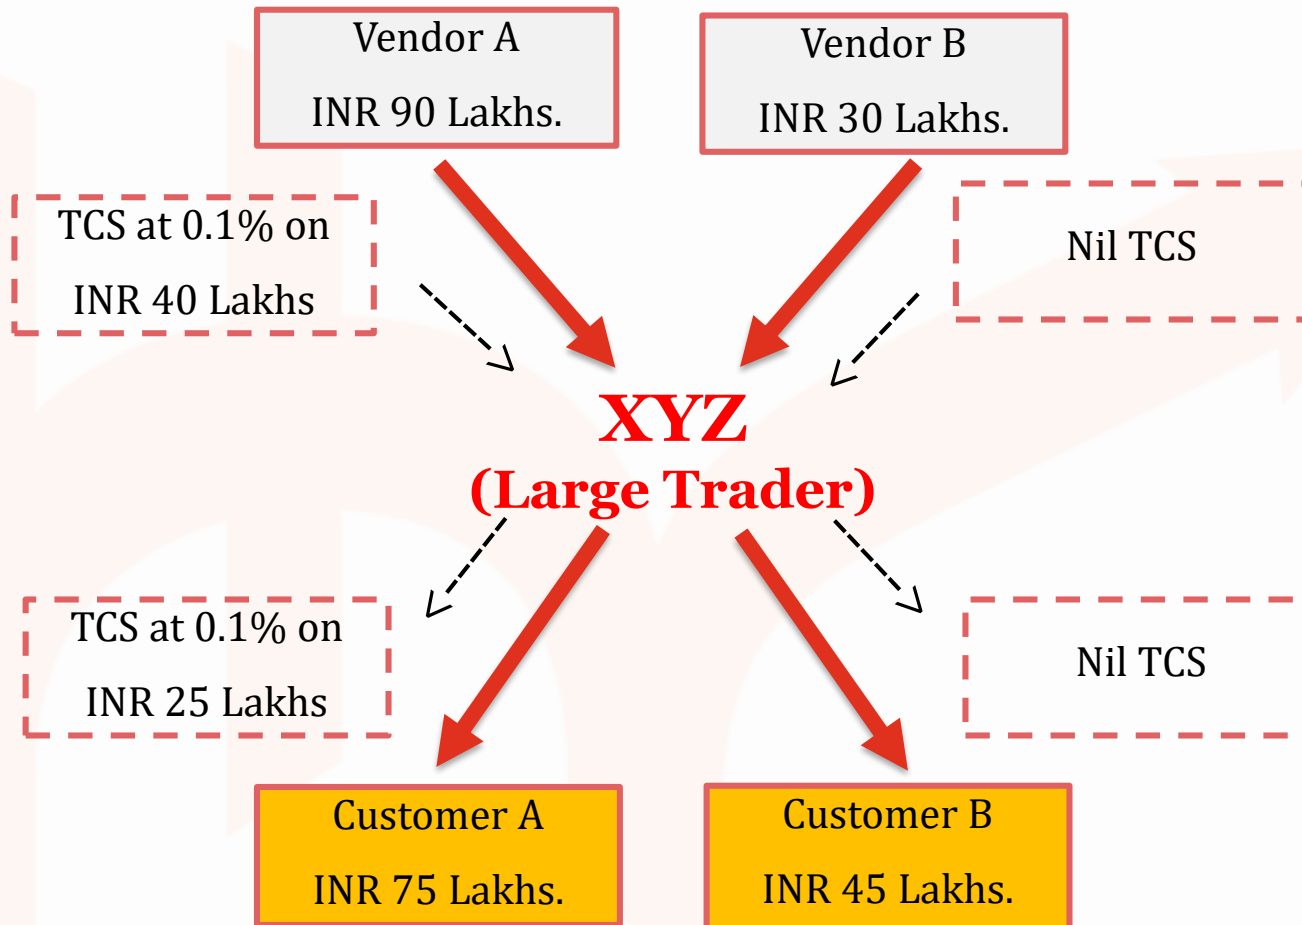 Vendor A
INR 90 Lakhs.
Vendor B
INR 30 Lakhs.
TCS at 0.1% on
INR 40 Lakhs
Nil TCS
XYZ
(Large Trader)
TCS at 0.1% on
INR 25 Lakhs
Nil TCS
Customer A
INR 75 Lakhs.
Customer B
INR 45 Lakhs.